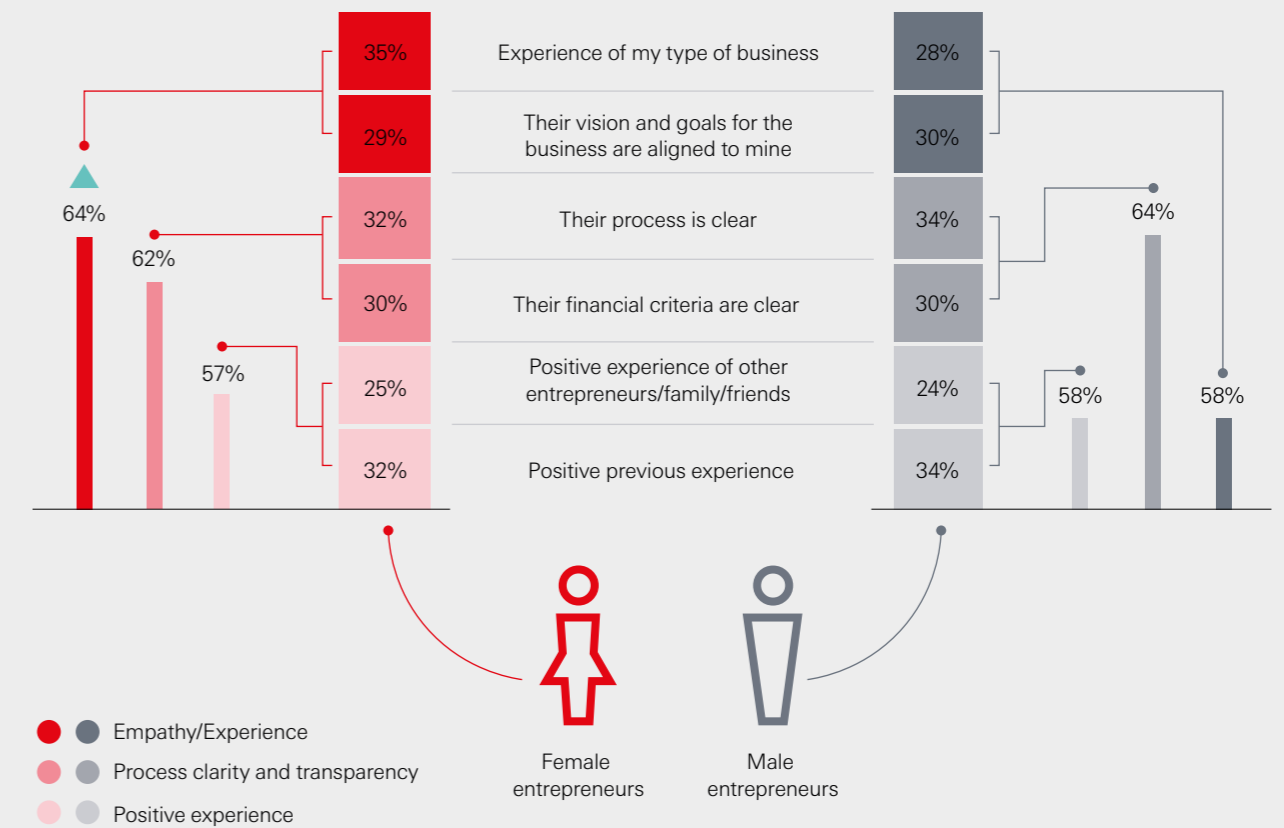 35%
Experience of my type of business
28%
29%
Their vision and goals for the
business are aligned to mine
30%
64%
32%
Their process is clear
34%
64%
62%
30%
Their financial criteria are clear
30%
57%
25%
Positive experience of other
entrepreneurs/family/friends
24%
58%
58%
32%
Positive previous experience
34%
Empathy/Experience
Process clarity and transparency
Positive experience
Female
entrepreneurs
Male
entrepreneurs